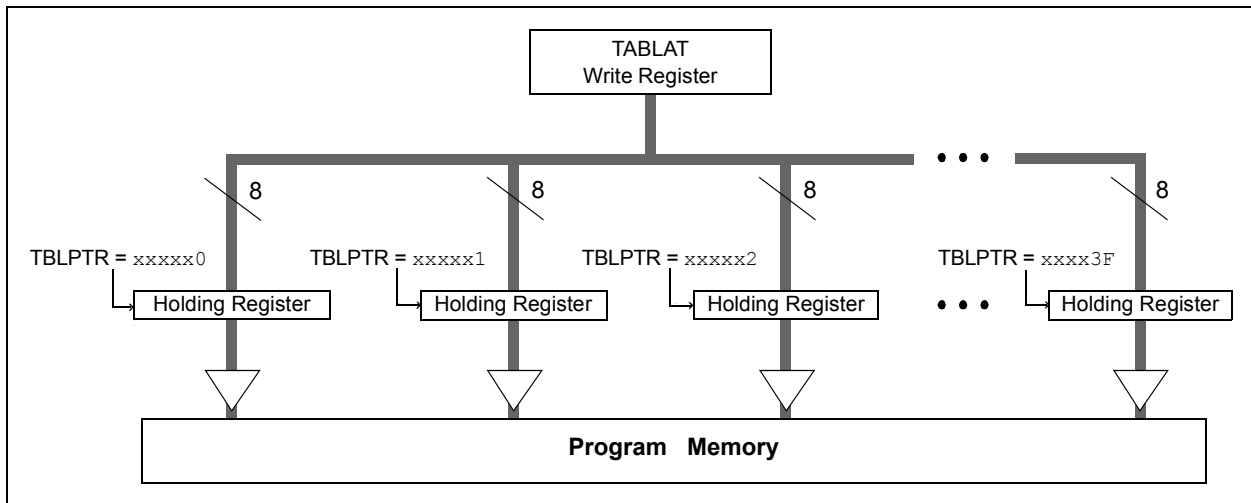 TABLAT
Write Register
8 8 8 8
TBLPTR = xxxxx0 TBLPTR = xxxxx1 TBLPTR = xxxxx2 TBLPTR = xxxx3F
Holding Register Holding Register Holding Register Holding Register
Program Memory